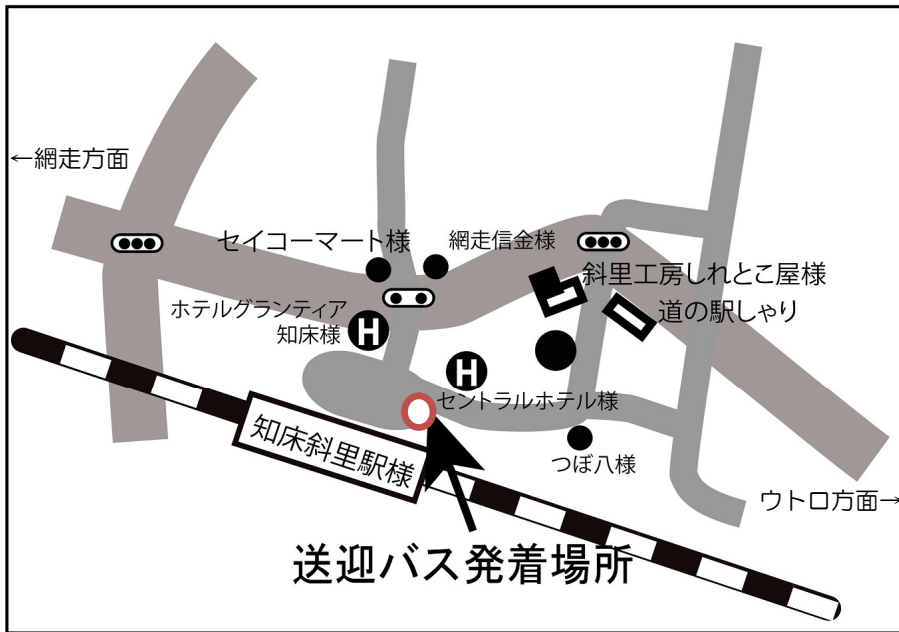 ←網走方面
セイコーマート様
網走信金様
斜里工房しれとこ屋様
ホテルグランティア
知床様
道の駅しゃり
H
H
セントラルホテル様
知床斜里駅様
つぼ八様
ウトロ方面→
送迎バス発着場所